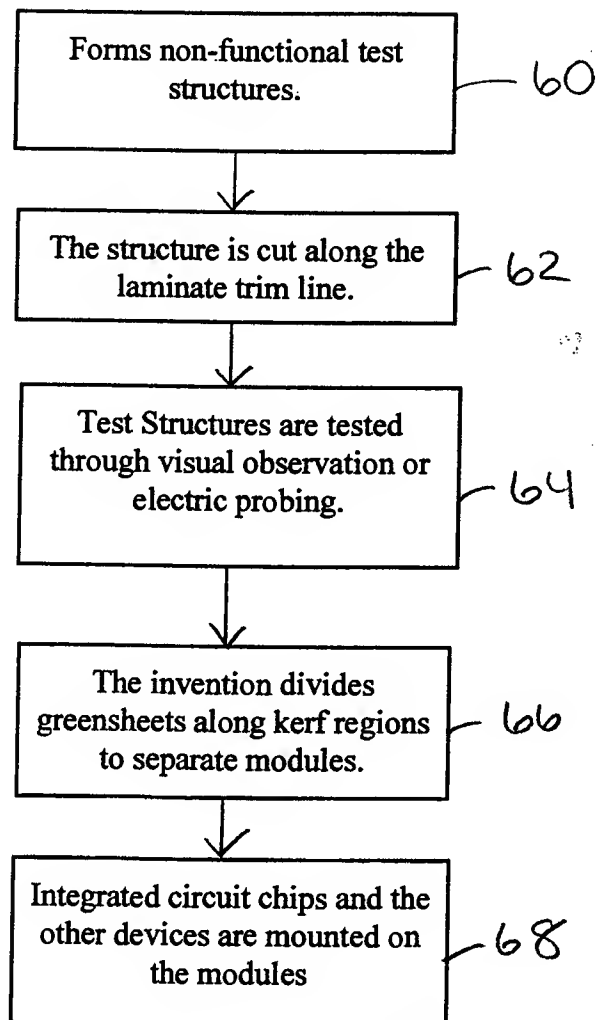 Forms non-functional test
structures.
60
The structure is cut along the
laminate trim line.
62
Test Structures are tested
through visual observation or
electric probing.
64
The invention divides
greensheets along kerf regions
to separate modules.
66
Integrated circuit chips and the
other devices are mounted on
the modules
68